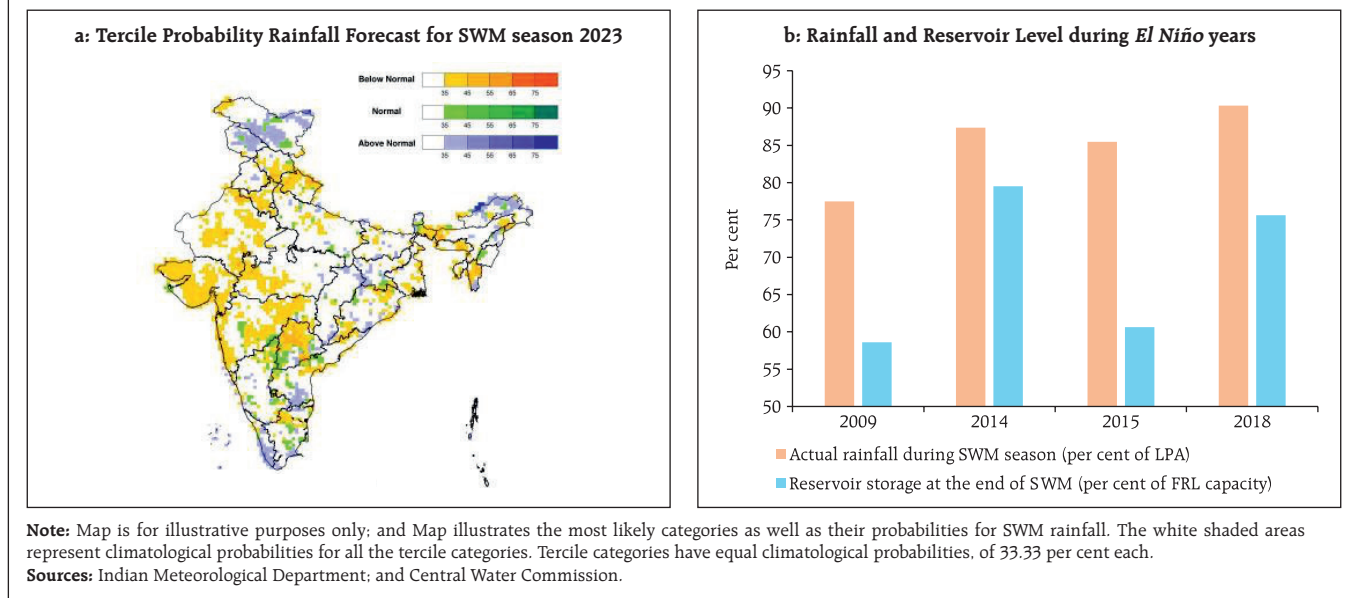 a: Tercile Probability Rainfall Forecast for SWM season 2023
Below Normal
35 45 55 65 75
Normal
35 45 55 65 75
Above Normal
35 45 55 65 75
b: Rainfall and Reservoir Level during El Niño years
95
90
85
80
75
70
65
60
55
50
Per cent
2009 2014 2015 2018
Actual rainfall during SWM season (per cent of LPA)
Reservoir storage at the end of SWM (per cent of FRL capacity)
Note: Map is for illustrative purposes only; and Map illustrates the most likely categories as well as their probabilities for SWM rainfall. The white shaded areas
represent climatological probabilities for all the tercile categories. Tercile categories have equal climatological probabilities, of 33.33 per cent each.
Sources: Indian Meteorological Department; and Central Water Commission.